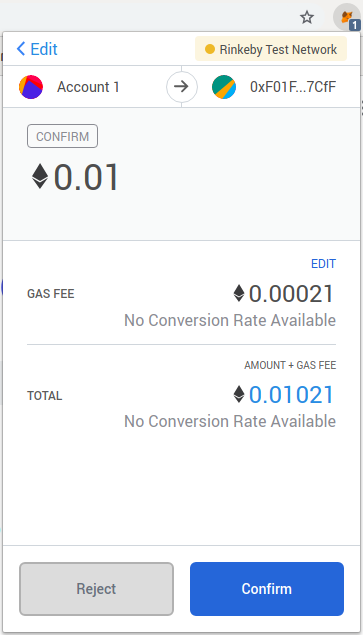 1
Edit
Rinkeby Test Network
Account 1
0xF01F...7CfF
CONFIRM
0.01
EDIT
GAS FEE
0.00021
No Conversion Rate Available
AMOUNT + GAS FEE
TOTAL
0.01021
No Conversion Rate Available
Reject
Confirm